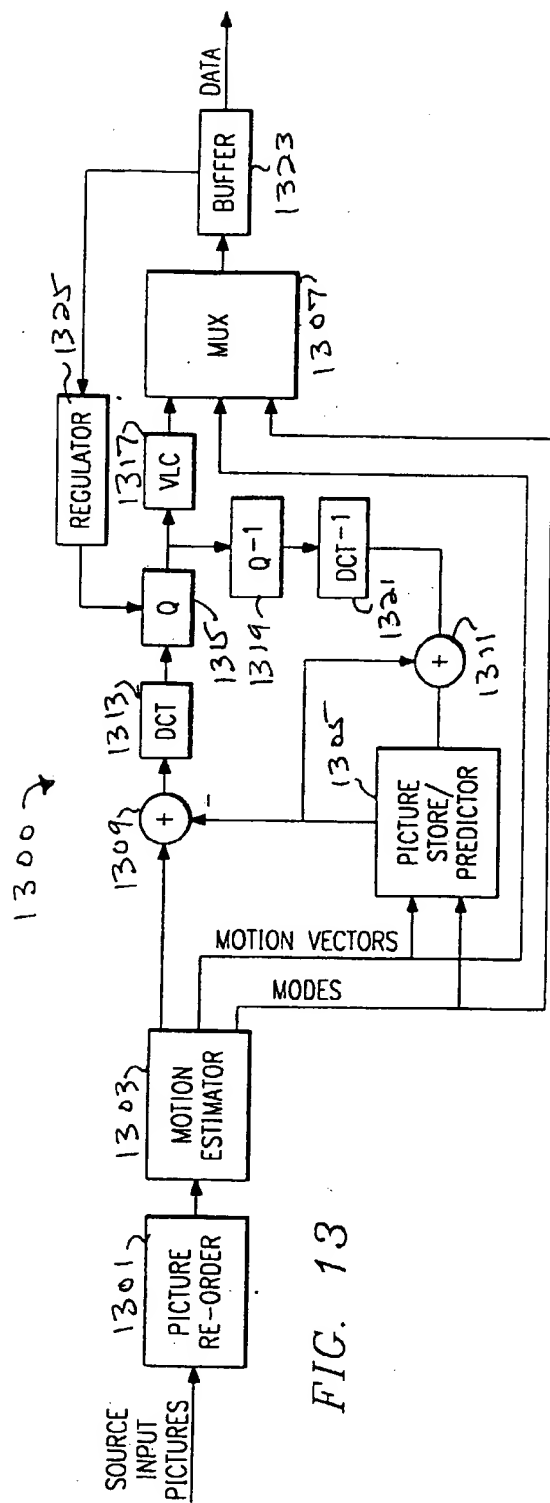 1300
SOURCE
INPUT
PICTURES
1301
PICTURE
RE-ORDER
1303
MOTION
ESTIMATOR
MOTION VECTORS
MODES
1309
+
-
1313
DCT
Q
1315
REGULATOR
1325
1317
VLC
Q-1
1319
DCT-1
1321
+
1311
1305
PICTURE
STORE/
PREDICTOR
MUX
1307
BUFFER
1323
DATA
FIG. 13